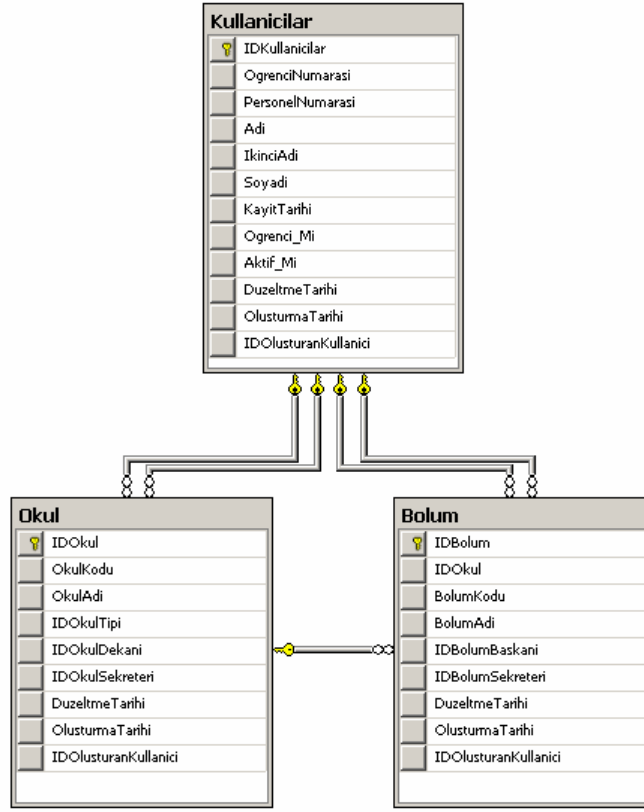 Kullanicilar
IDKullanicilar
OgrenciNumarasi
PersonelNumarasi
Adi
IkinciAdi
Soyadi
KayitTarihi
Ogrenci_Mi
Aktif_Mi
DuzeltmeTarihi
OlusturmaTarihi
IDOlusturanKullanici
Okul
IDOkul
OkulKodu
OkulAdi
IDOkulTipi
IDOkulDekani
IDOkulSekreteri
DuzeltmeTarihi
OlusturmaTarihi
IDOlusturanKullanici
Bolum
IDBolum
IDOkul
BolumKodu
BolumAdi
IDBolumBaskani
IDBolumSekreteri
DuzeltmeTarihi
OlusturmaTarihi
IDOlusturanKullanici